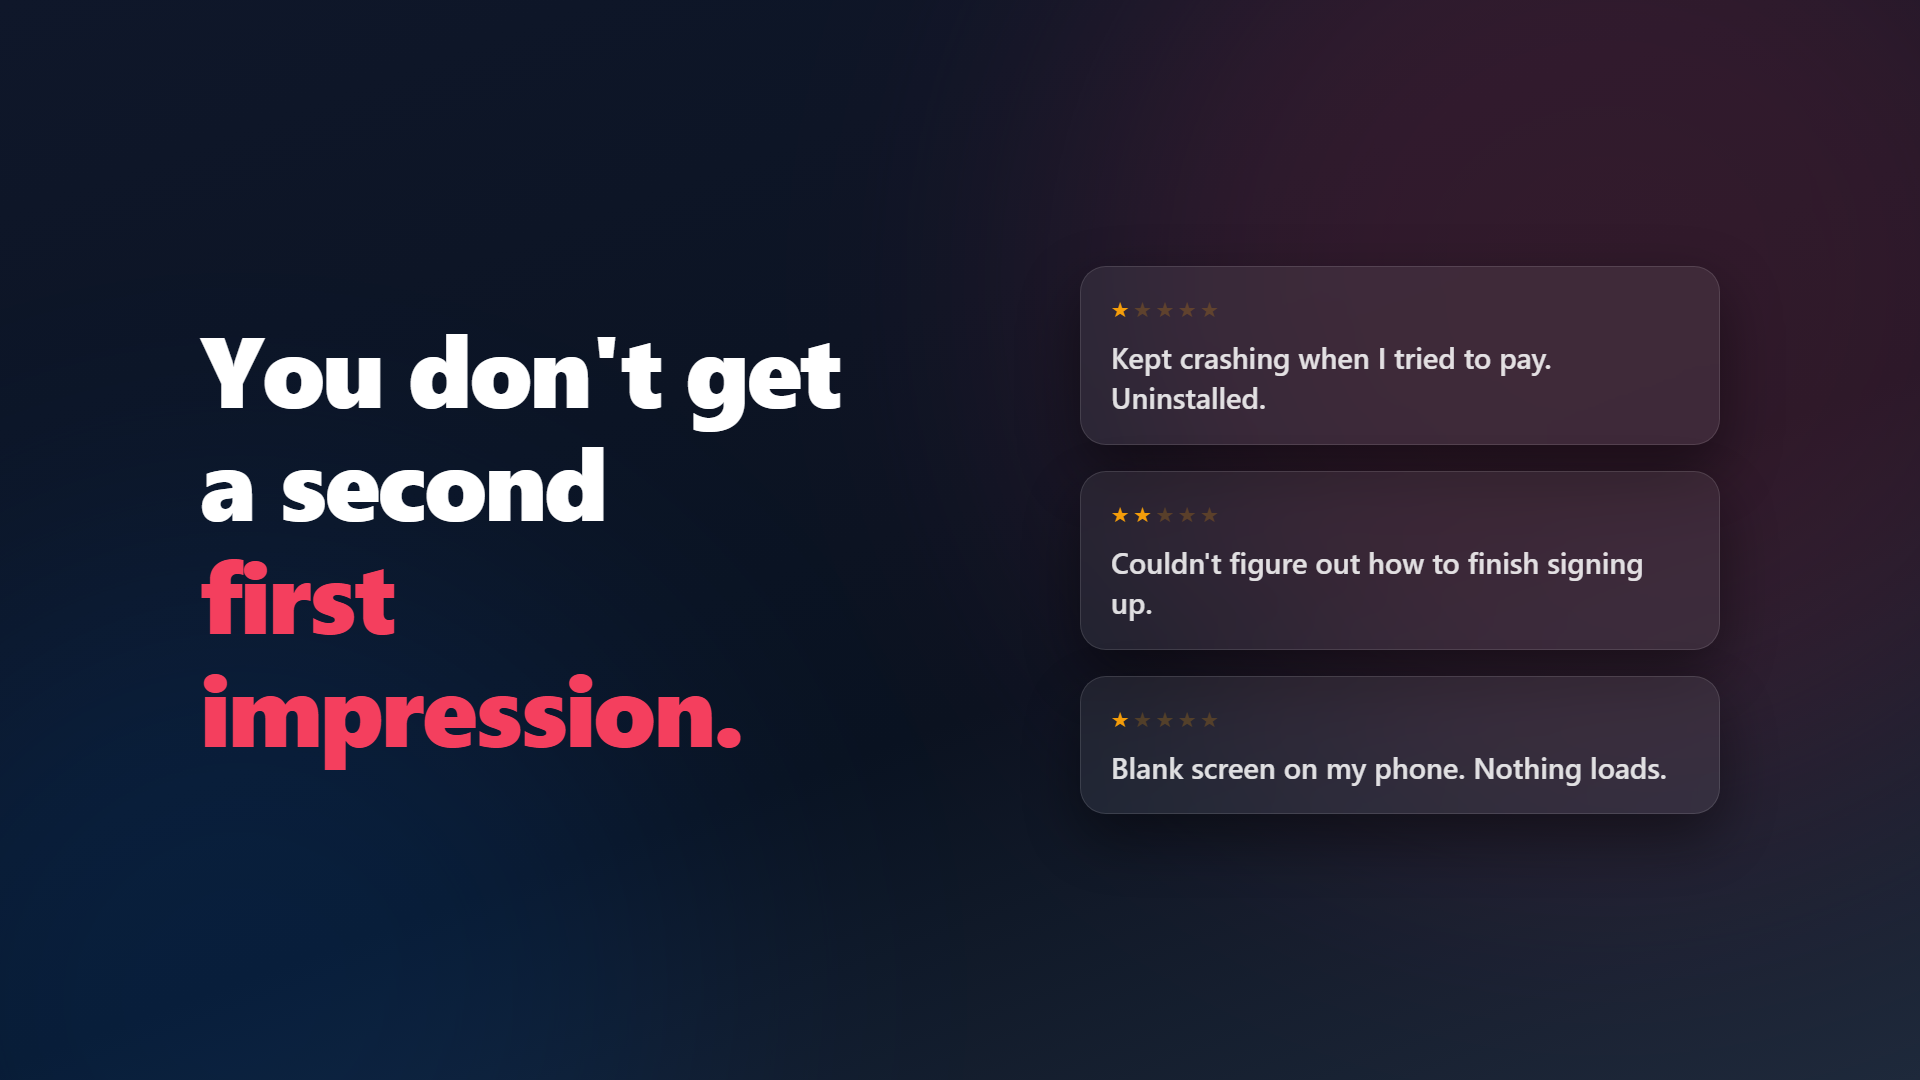 You don't get
a second
first
impression.
★★★★★
Kept crashing when I tried to pay.
Uninstalled.
★★★★★
Couldn't figure out how to finish signing
up.
★★★★★
Blank screen on my phone. Nothing loads.